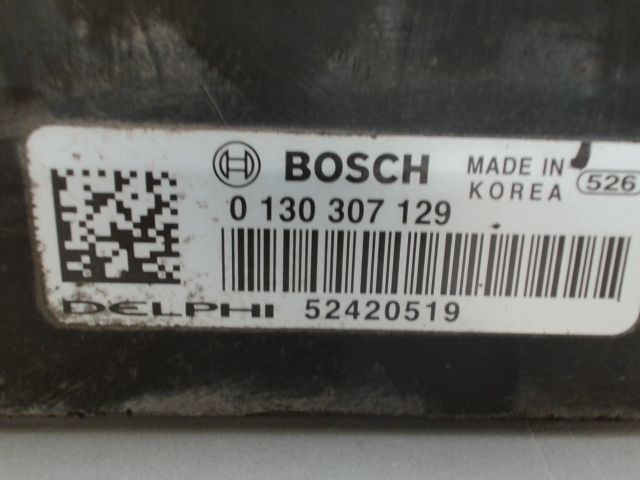 BOSCH MADE IN
KOREA 526
0 130 307 129
DELPHI 52420519